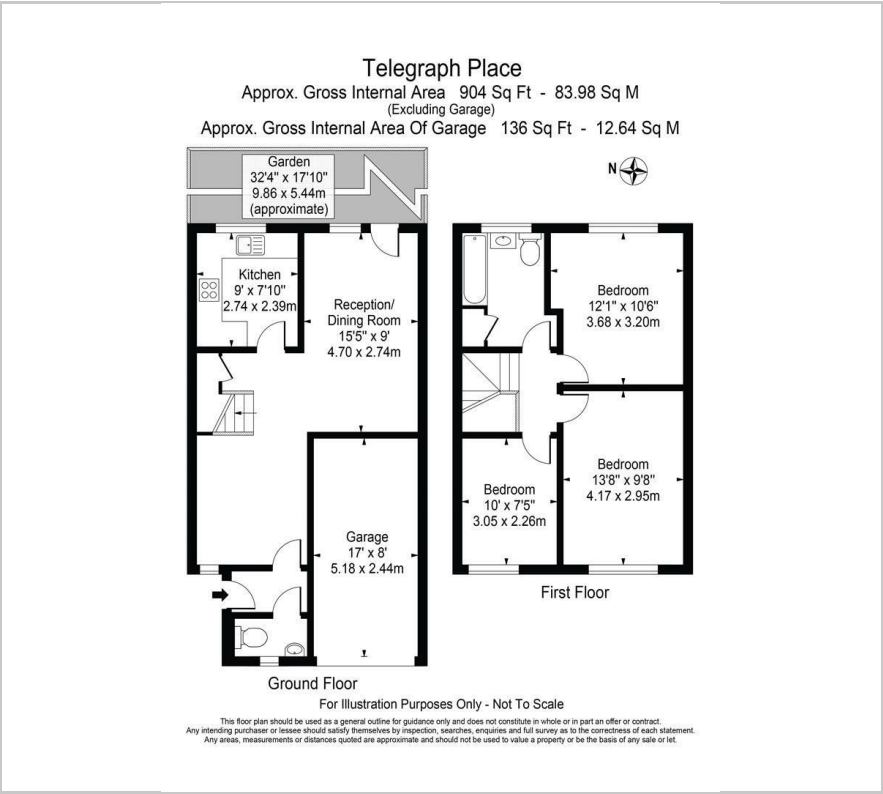 Telegraph Place
Approx. Gross Internal Area 904 Sq Ft - 83.98 Sq M
(Excluding Garage)
Approx. Gross Internal Area Of Garage 136 Sq Ft - 12.64 Sq M
Garden
32'4" x 17'10"
9.86 x 5.44m
(approximate)
N
Kitchen
9' x 7'10"
2.74 x 2.39m
Reception/
Dining Room
15'5" x 9'
4.70 x 2.74m
Garage
17' x 8'
5.18 x 2.44m
Ground Floor
Bedroom
12'1" x 10'6"
3.68 x 3.20m
Bedroom
13'8" x 9'8"
4.17 x 2.95m
Bedroom
10' x 7'5"
3.05 x 2.26m
First Floor
For Illustration Purposes Only - Not To Scale
This floor plan should be used as a general outline for guidance only and does not constitute in whole or in part an offer or contract.
Any intending purchaser or lessee should satisfy themselves by inspection, searches, enquiries and full survey as to the correctness of each statement.
Any areas, measurements or distances quoted are approximate and should not be used to value a property or be the basis of any sale or let.